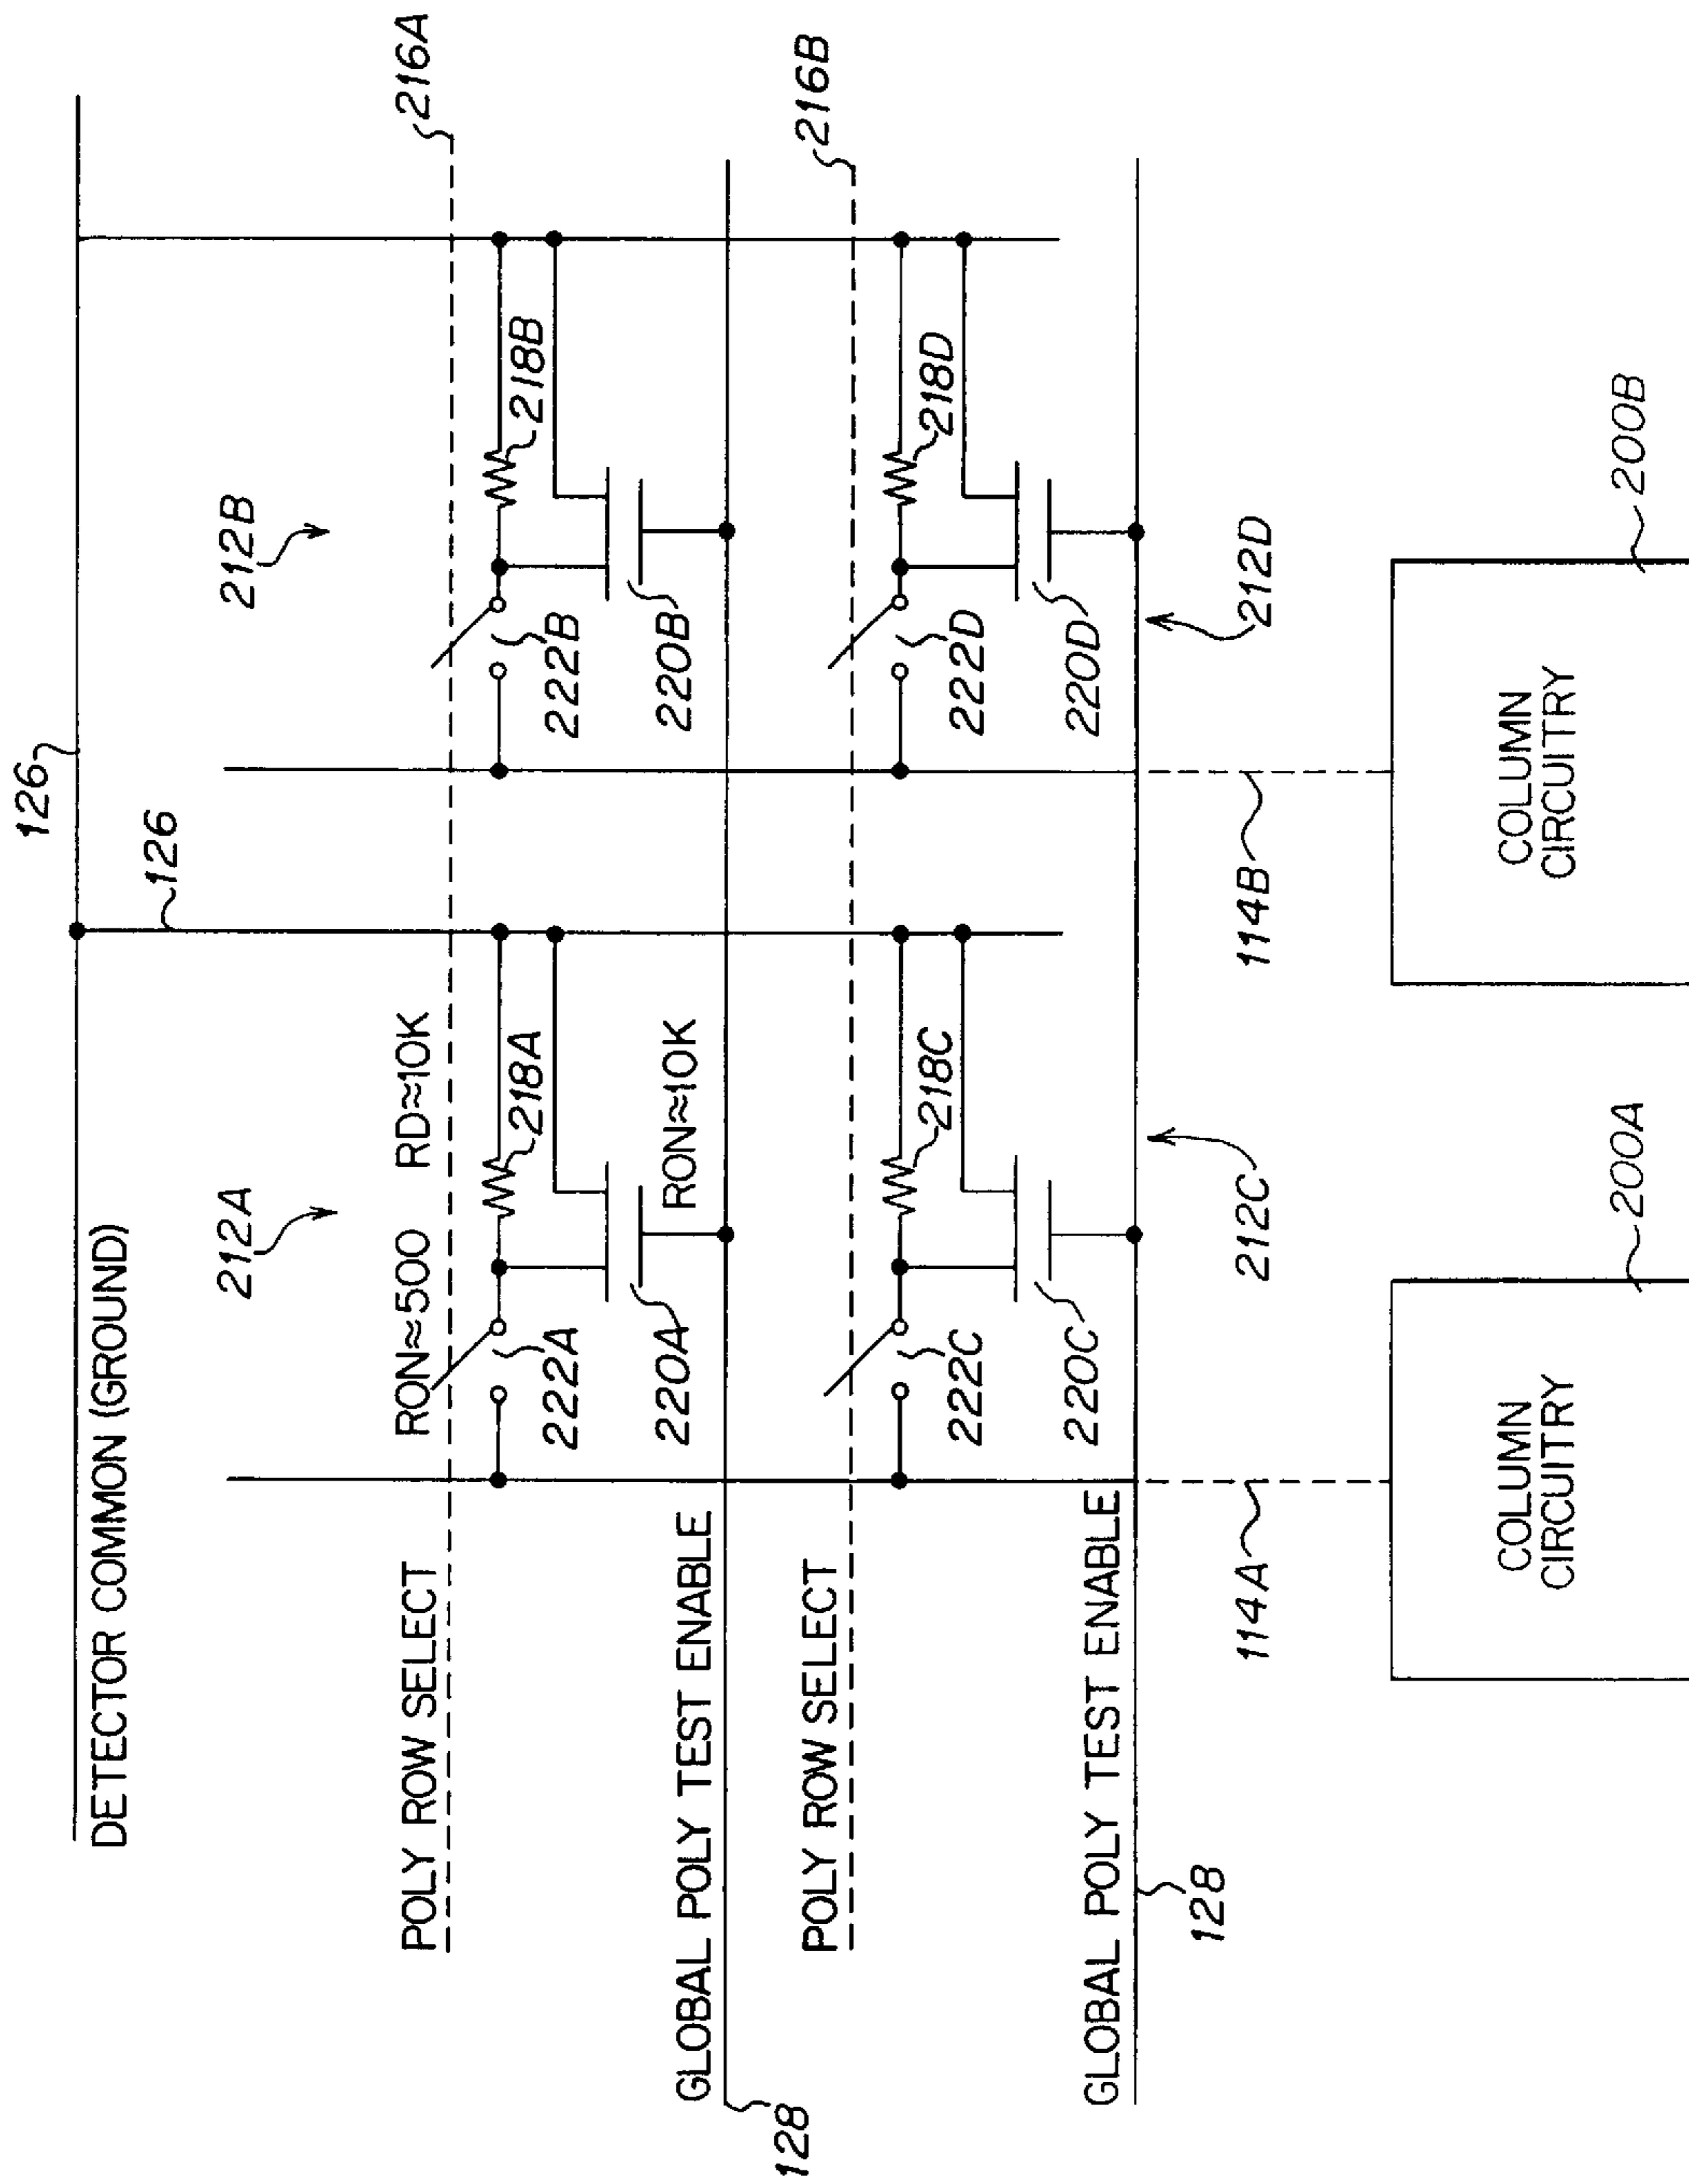 126
DETECTOR COMMON (GROUND)
126
212A
212B
RON≈500 RD≈10K
216A
POLY ROW SELECT
218A
218B
222A
222B
220A
RON≈10K
220B
GLOBAL POLY TEST ENABLE
128
216B
POLY ROW SELECT
218C
218D
222C
222D
220C
220D
GLOBAL POLY TEST ENABLE
128
212C
212D
114A
114B
COLUMN
CIRCUITRY
200A
COLUMN
CIRCUITRY
200B